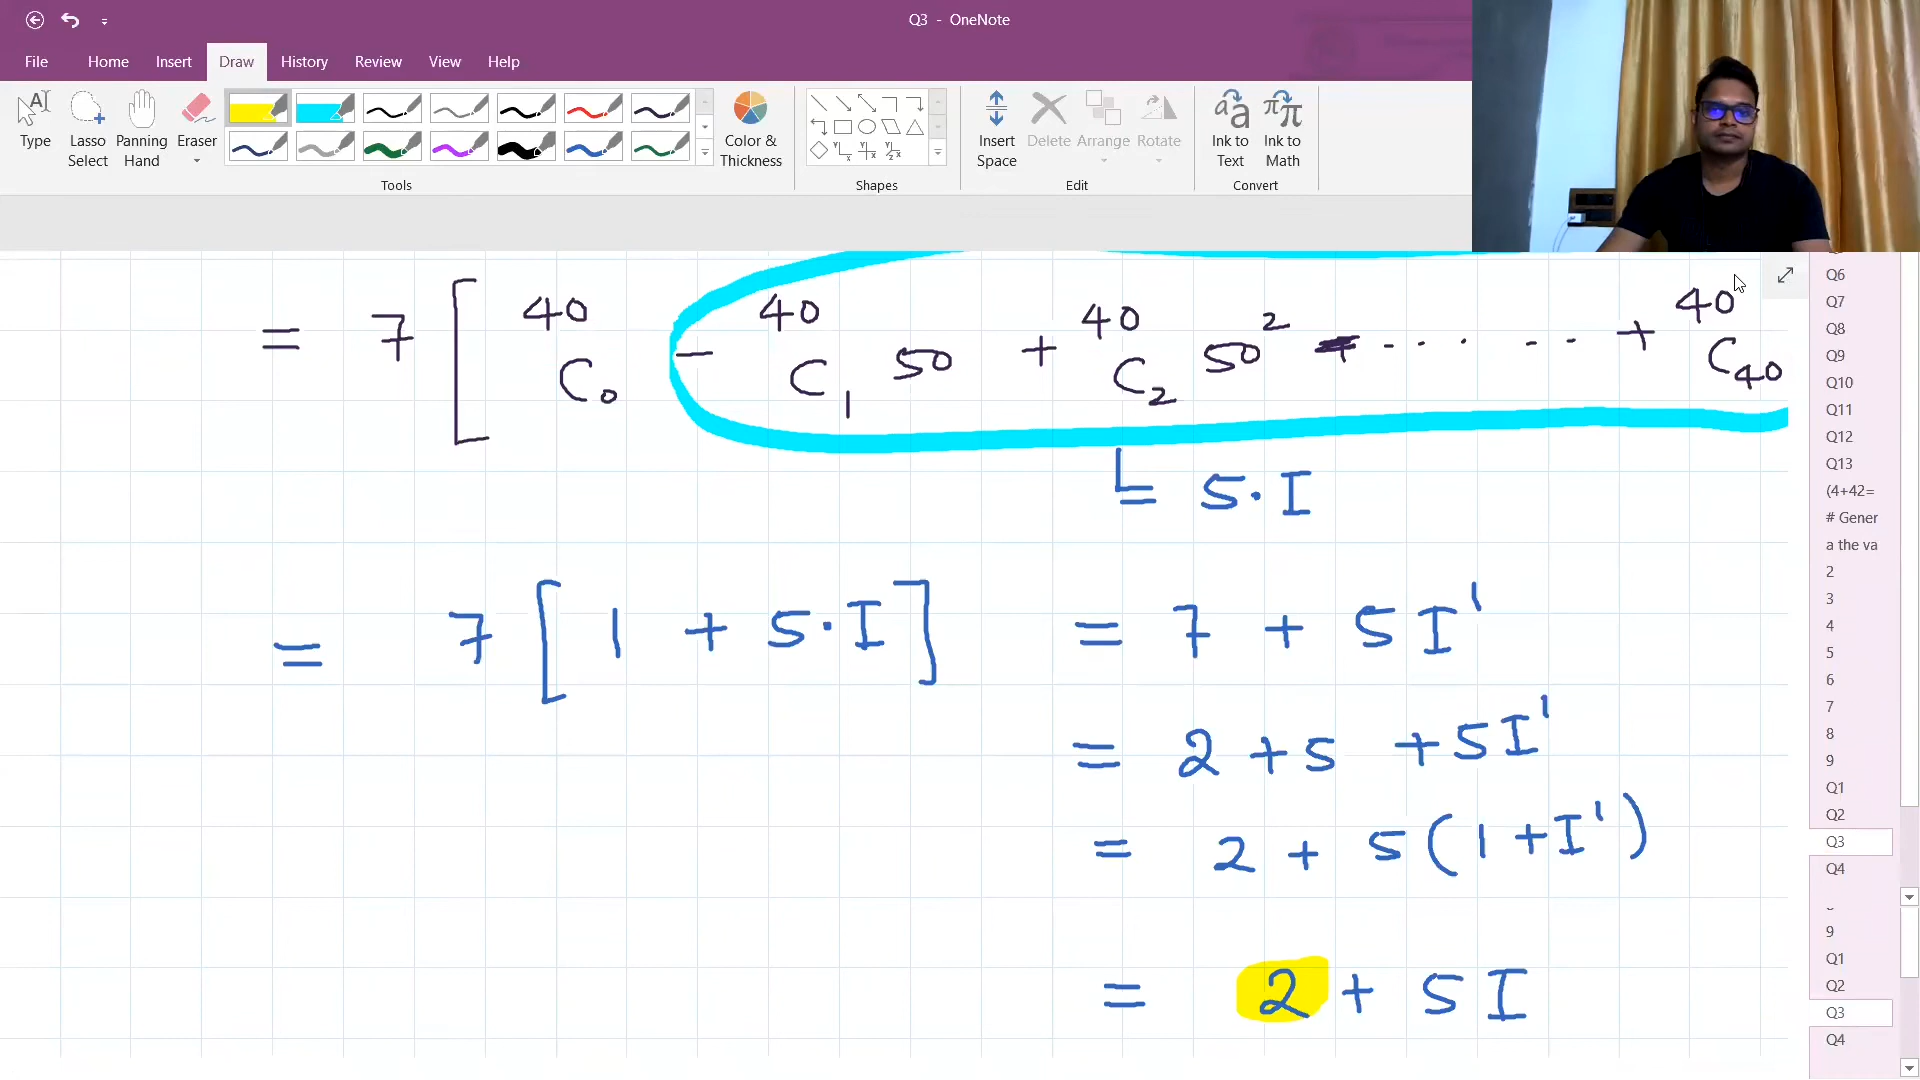 Q3 - OneNote
File Home Insert Draw History Review View Help
Type
Lasso Select
Panning Hand
Eraser
Color & Thickness
Insert Space
Delete
Arrange
Rotate
Ink to Text
Ink to Math
Tools
Shapes
Edit
Convert
= 7 [ ⁴⁰C₀ - ⁴⁰C₁ 50 + ⁴⁰C₂ 50² + - · · · - · - + ⁴⁰C₄₀
= 5·I
= 7 [ 1 + 5·I ] = 7 + 5I'
= 2 + 5 + 5I'
= 2 + 5(1 + I')
= 2 + 5I
Q6
Q7
Q8
Q9
Q10
Q11
Q12
Q13
(4+42=
# Gener
a the va
2
3
4
5
6
7
8
9
Q1
Q2
Q3
Q4
9
Q1
Q2
Q3
Q4